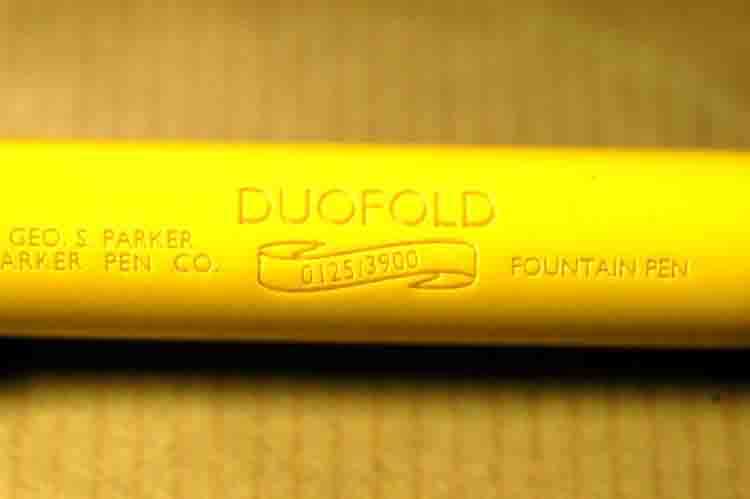 DUOFOLD
GEO. S. PARKER
ARKER PEN CO.
0125/3900
FOUNTAIN PEN